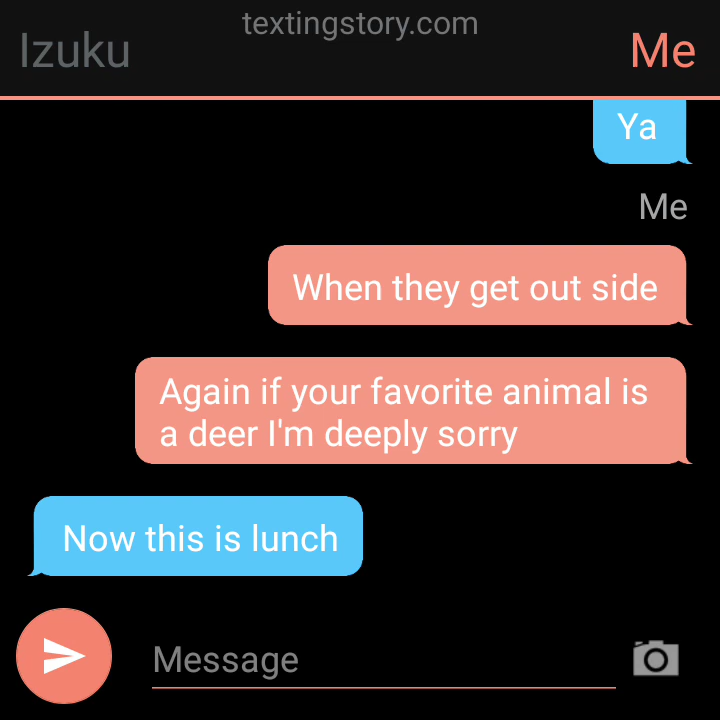 textingstory.com
Izuku
Me
Ya
Me
When they get out side
Again if your favorite animal is
a deer I'm deeply sorry
Now this is lunch
Message